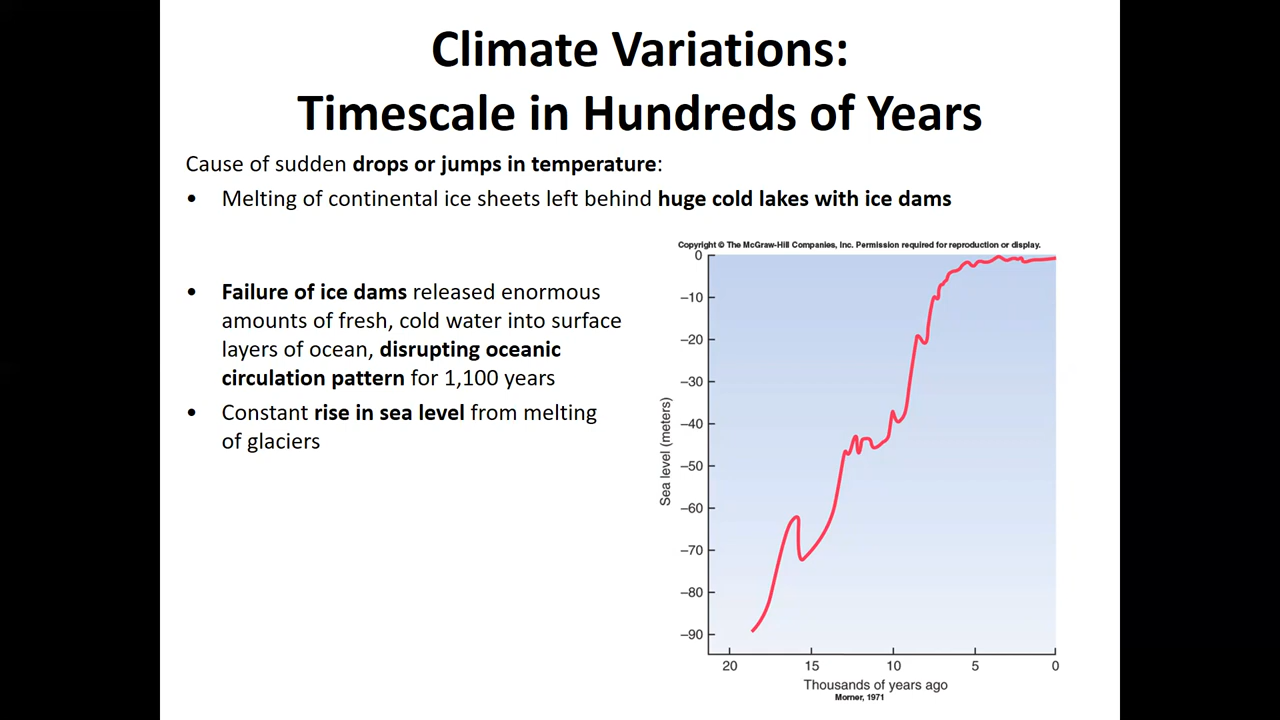 Climate Variations:
Timescale in Hundreds of Years
Cause of sudden drops or jumps in temperature:
• Melting of continental ice sheets left behind huge cold lakes with ice dams
• Failure of ice dams released enormous
amounts of fresh, cold water into surface
layers of ocean, disrupting oceanic
circulation pattern for 1,100 years
• Constant rise in sea level from melting
of glaciers
Copyright © The McGraw-Hill Companies, Inc. Permission required for reproduction or display.
0
−10
−20
−30
−40
−50
−60
−70
−80
−90
Sea level (meters)
20 15 10 5 0
Thousands of years ago
Morner, 1971